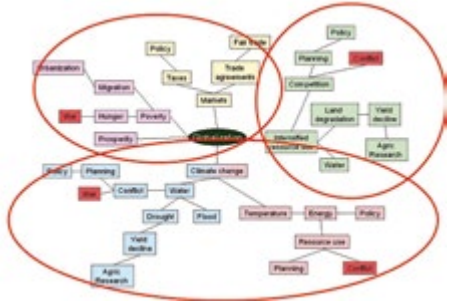 Policy
Fair Trade
Policy
Planning
Conflict
Urbanization
Taxes
Trade
agreements
Migration
Markets
Competition
War
Hunger
Poverty
Land
degradation
Yield
decline
Prosperity
Globalization
Intensified
resource use
Agric
Research
Water
Policy
Planning
Climate change
War
Conflict
Water
Drought
Flood
Temperature
Energy
Policy
Yield
decline
Resource use
Agric
Research
Planning
Conflict